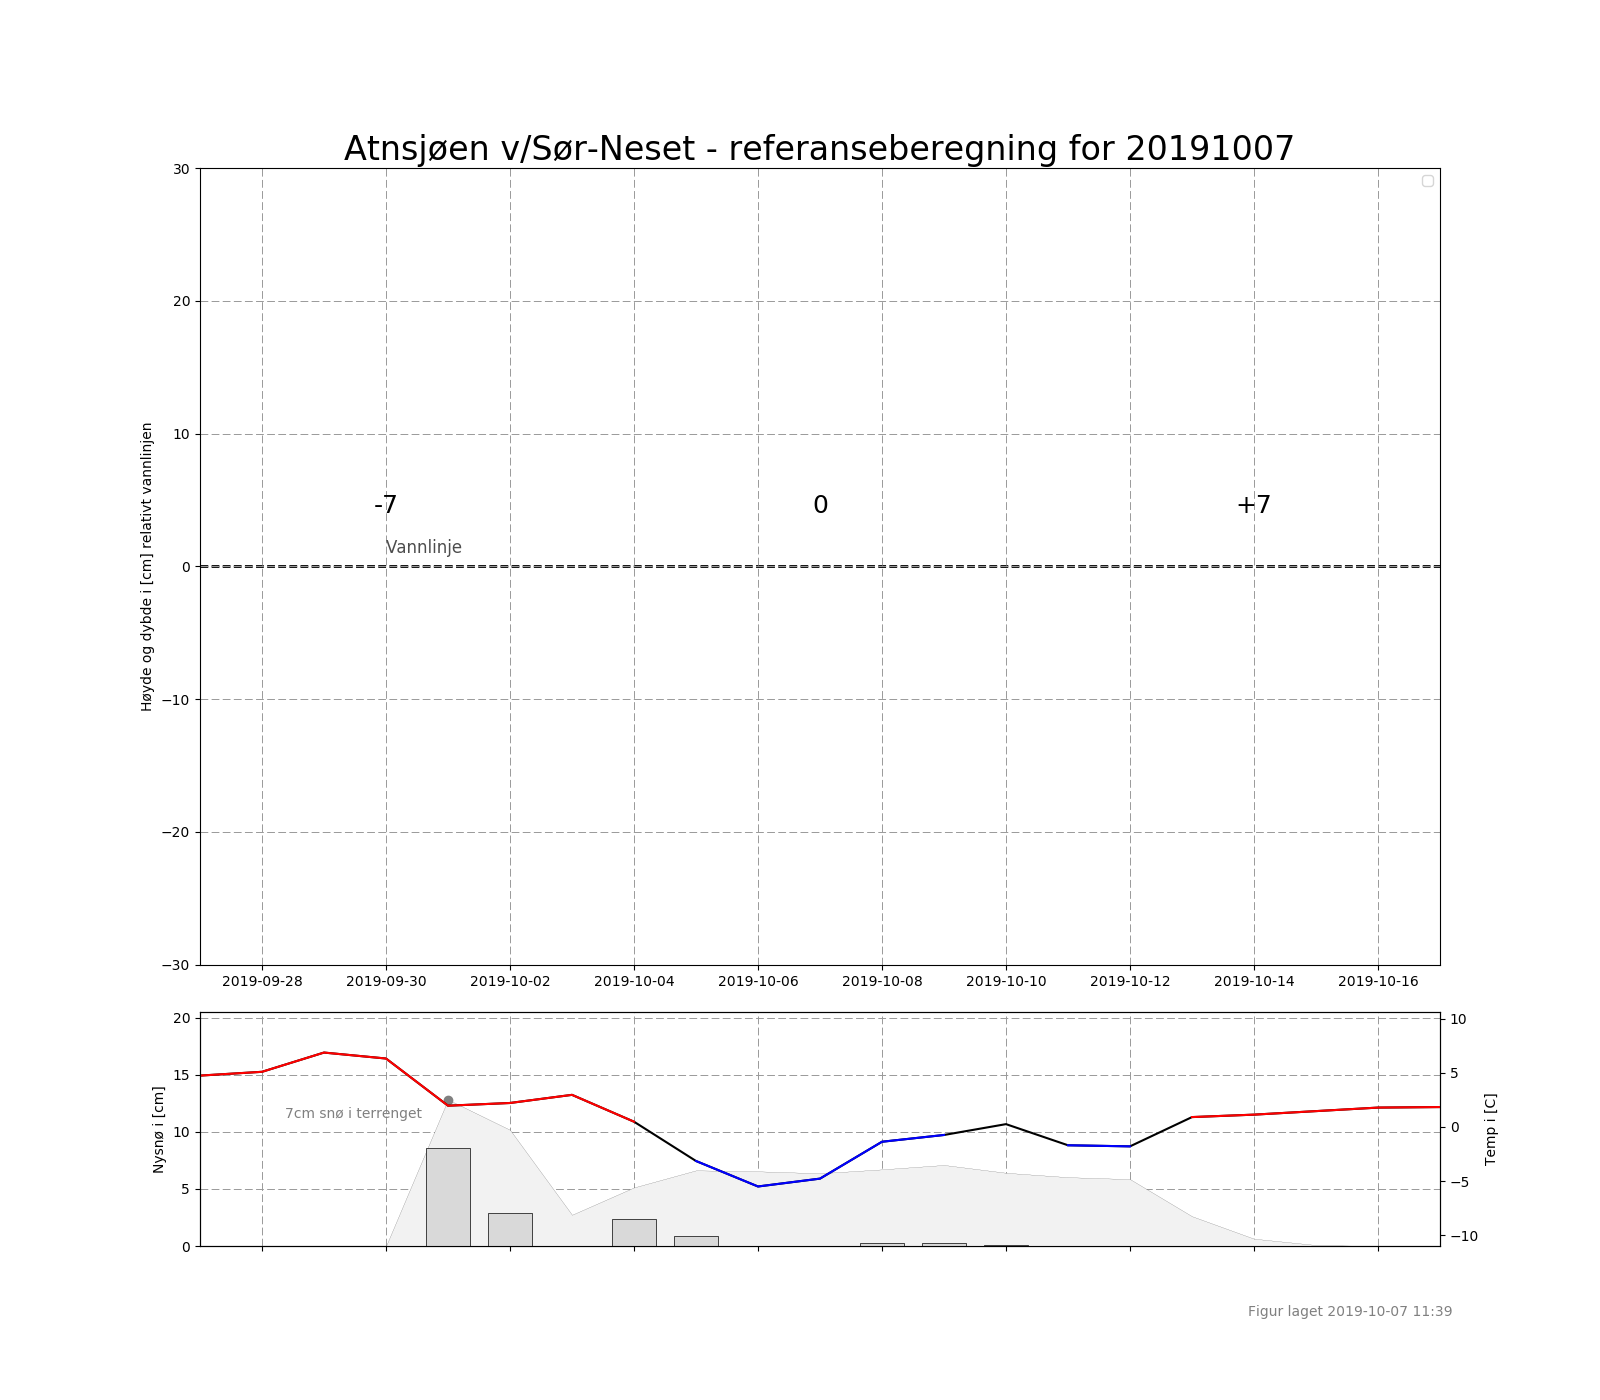 Atnsjøen v/Sør-Neset - referanseberegning for 20191007
30
20
10
0
−10
−20
−30
Høyde og dybde i [cm] relativt vannlinjen
-7
0
+7
Vannlinje
2019-09-28 2019-09-30 2019-10-02 2019-10-04 2019-10-06 2019-10-08 2019-10-10 2019-10-12 2019-10-14 2019-10-16
20
15
10
5
0
Nysnø i [cm]
7cm snø i terrenget
10
5
0
−5
−10
Temp i [C]
Figur laget 2019-10-07 11:39